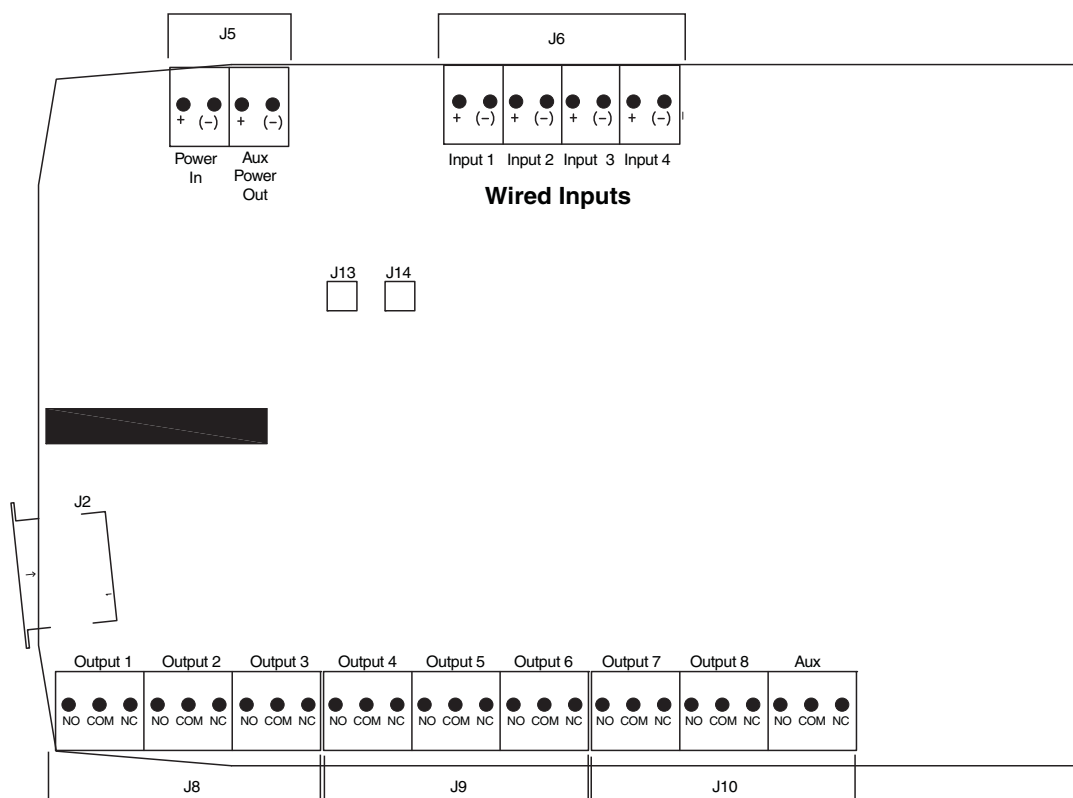 J5
J6
+ (–) + (–)
+ (–) + (–) + (–) + (–)
Power In
Aux Power Out
Input 1 Input 2 Input 3 Input 4
Wired Inputs
J13 J14
J2
Output 1 Output 2 Output 3 Output 4 Output 5 Output 6 Output 7 Output 8 Aux
NO COM NC NO COM NC NO COM NC NO COM NC NO COM NC NO COM NC NO COM NC NO COM NC NO COM NC
J8 J9 J10